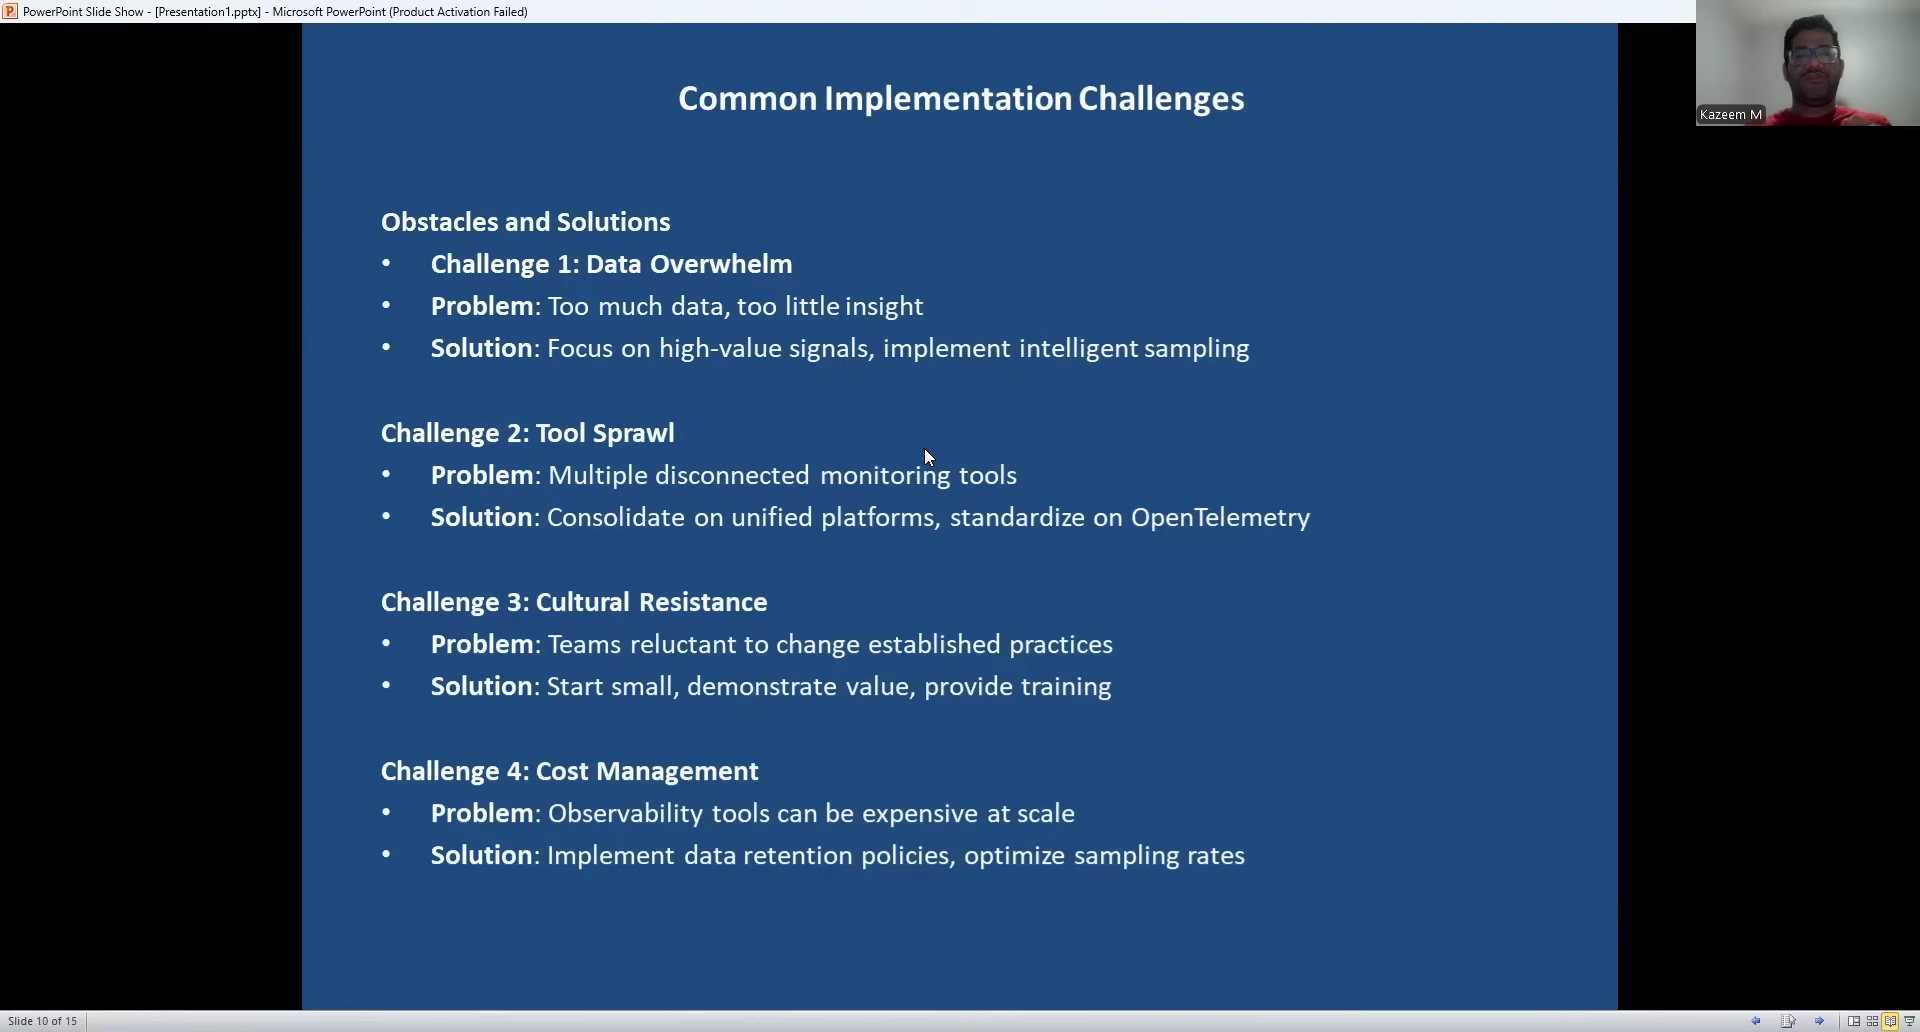 PowerPoint Slide Show - [Presentation1.pptx] - Microsoft PowerPoint (Product Activation Failed)
Kazeem M
Common Implementation Challenges
Obstacles and Solutions
• Challenge 1: Data Overwhelm
• Problem: Too much data, too little insight
• Solution: Focus on high-value signals, implement intelligent sampling
Challenge 2: Tool Sprawl
• Problem: Multiple disconnected monitoring tools
• Solution: Consolidate on unified platforms, standardize on OpenTelemetry
Challenge 3: Cultural Resistance
• Problem: Teams reluctant to change established practices
• Solution: Start small, demonstrate value, provide training
Challenge 4: Cost Management
• Problem: Observability tools can be expensive at scale
• Solution: Implement data retention policies, optimize sampling rates
Slide 10 of 15